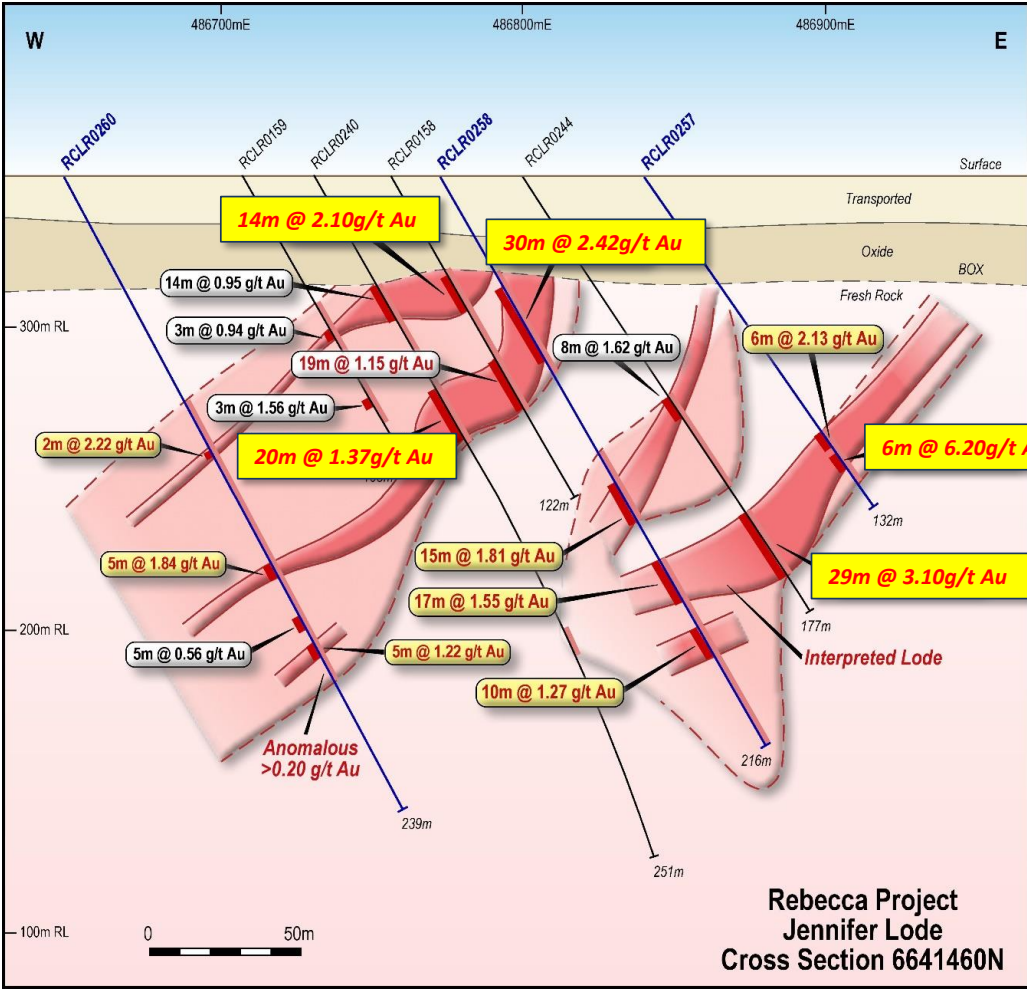 486700mE
486800mE
486900mE
W
E
RCLR0260
RCLR0159
RCLR0240
RCLR0158
RCLR0258
RCLR0244
RCLR0257
Surface
Transported
14m @ 2.10g/t Au
30m @ 2.42g/t Au
Oxide
BOX
14m @ 0.95 g/t Au
Fresh Rock
300m RL
3m @ 0.94 g/t Au
8m @ 1.62 g/t Au
6m @ 2.13 g/t Au
19m @ 1.15 g/t Au
3m @ 1.56 g/t Au
2m @ 2.22 g/t Au
20m @ 1.37g/t Au
6m @ 6.20g/t A
122m
132m
15m @ 1.81 g/t Au
5m @ 1.84 g/t Au
29m @ 3.10g/t Au
17m @ 1.55 g/t Au
177m
200m RL
5m @ 0.56 g/t Au
5m @ 1.22 g/t Au
Interpreted Lode
10m @ 1.27 g/t Au
Anomalous
>0.20 g/t Au
216m
239m
251m
Rebecca Project
Jennifer Lode
Cross Section 6641460N
100m RL
0
50m